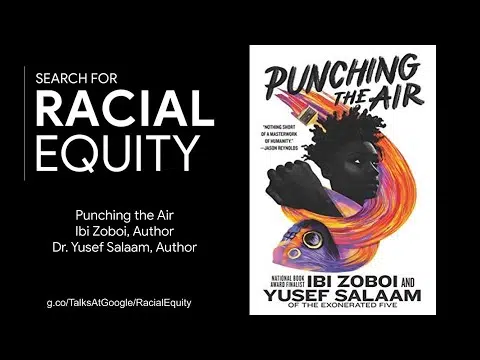 SEARCH FOR
RACIAL
EQUITY
Punching the Air
Ibi Zoboi, Author
Dr. Yusef Salaam, Author
g.co/TalksAtGoogle/RacialEquity
PUNCHING
THE AIR
"NOTHING SHORT
OF A MASTERWORK
OF HUMANITY."
—JASON REYNOLDS
NATIONAL BOOK
AWARD FINALIST
IBI ZOBOI AND
YUSEF SALAAM
OF THE EXONERATED FIVE